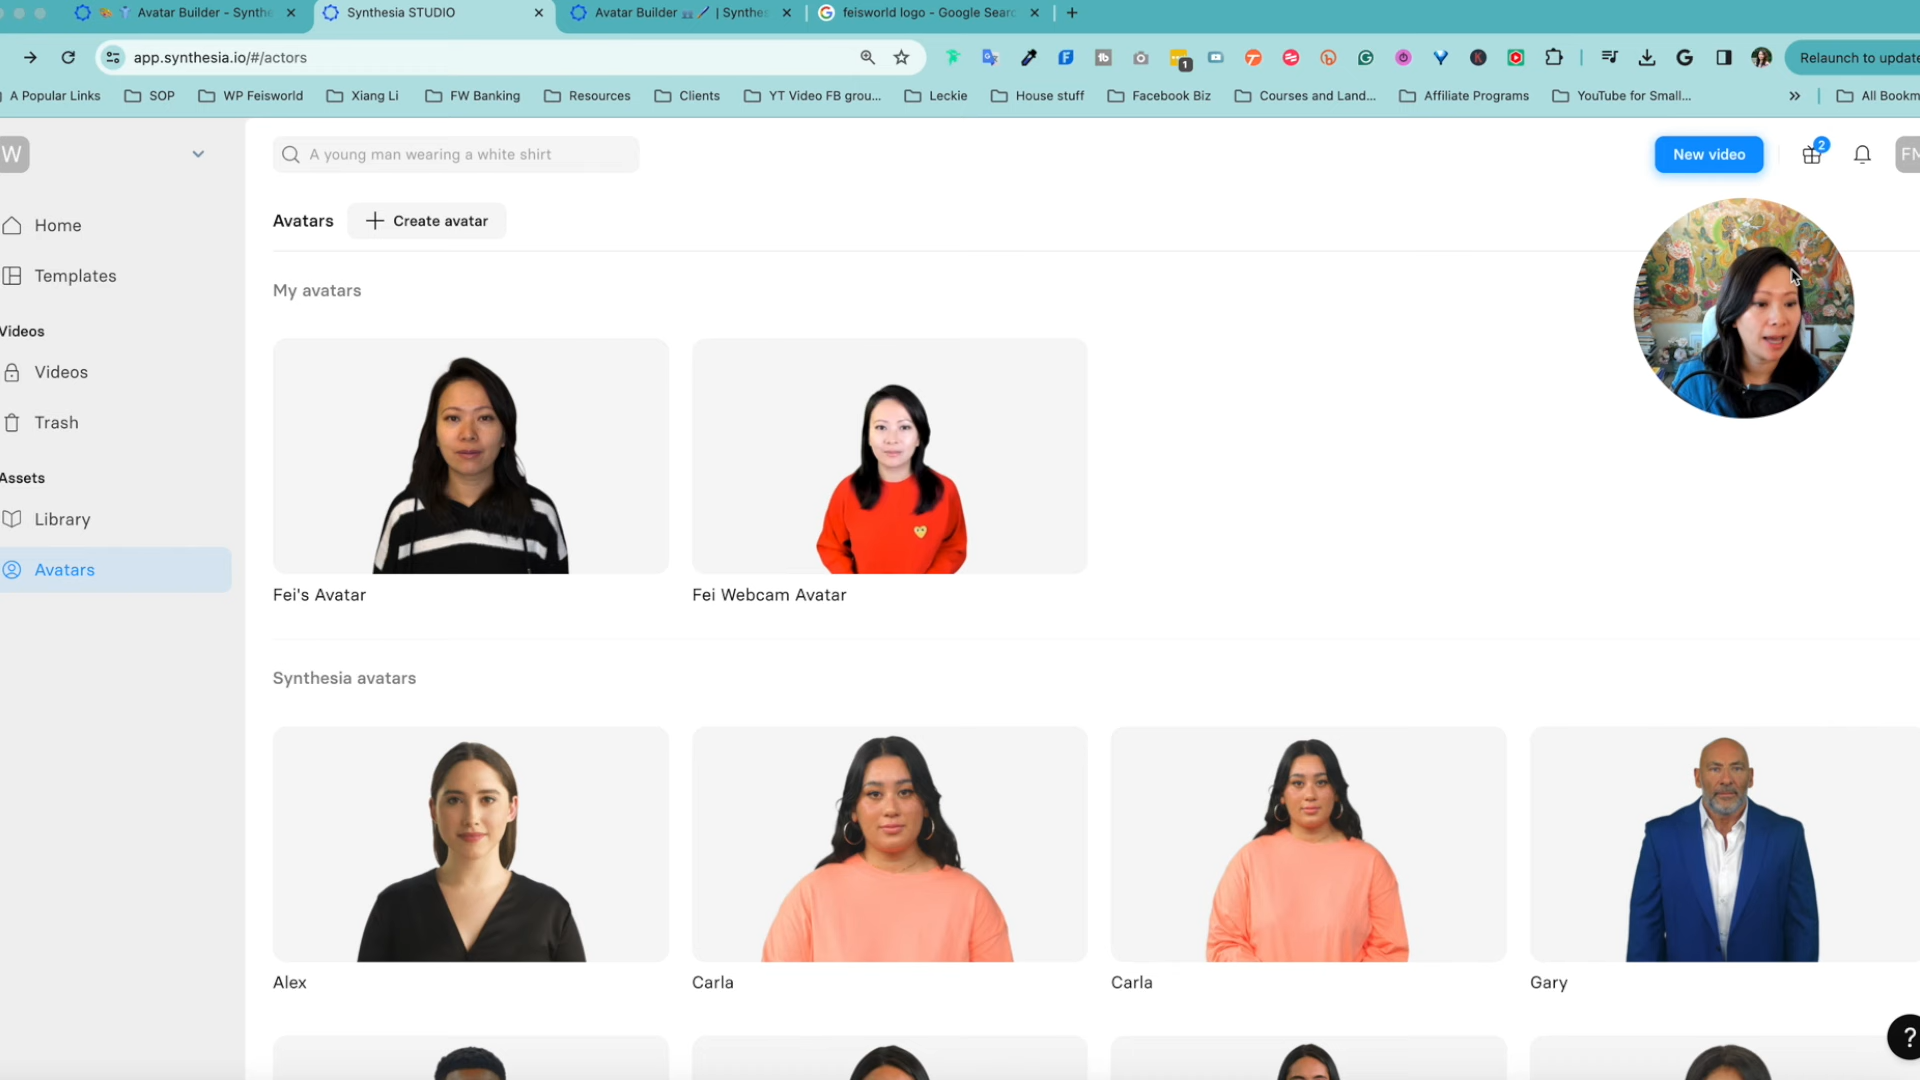 Avatar Builder - Synthe
Synthesia STUDIO
Avatar Builder | Synthes
feisworld logo - Google Searc
app.synthesia.io/#/actors
1
Relaunch to update
A Popular Links
SOP
WP Feisworld
Xiang Li
FW Banking
Resources
Clients
YT Video FB grou...
Leckie
House stuff
Facebook Biz
Courses and Land...
Affiliate Programs
YouTube for Small...
»
All Bookm
W
A young man wearing a white shirt
New video
2
FM
Home
Templates
Videos
Videos
Trash
Assets
Library
Avatars
Avatars
+ Create avatar
My avatars
Fei's Avatar
Fei Webcam Avatar
Synthesia avatars
Alex
Carla
Carla
Gary
?